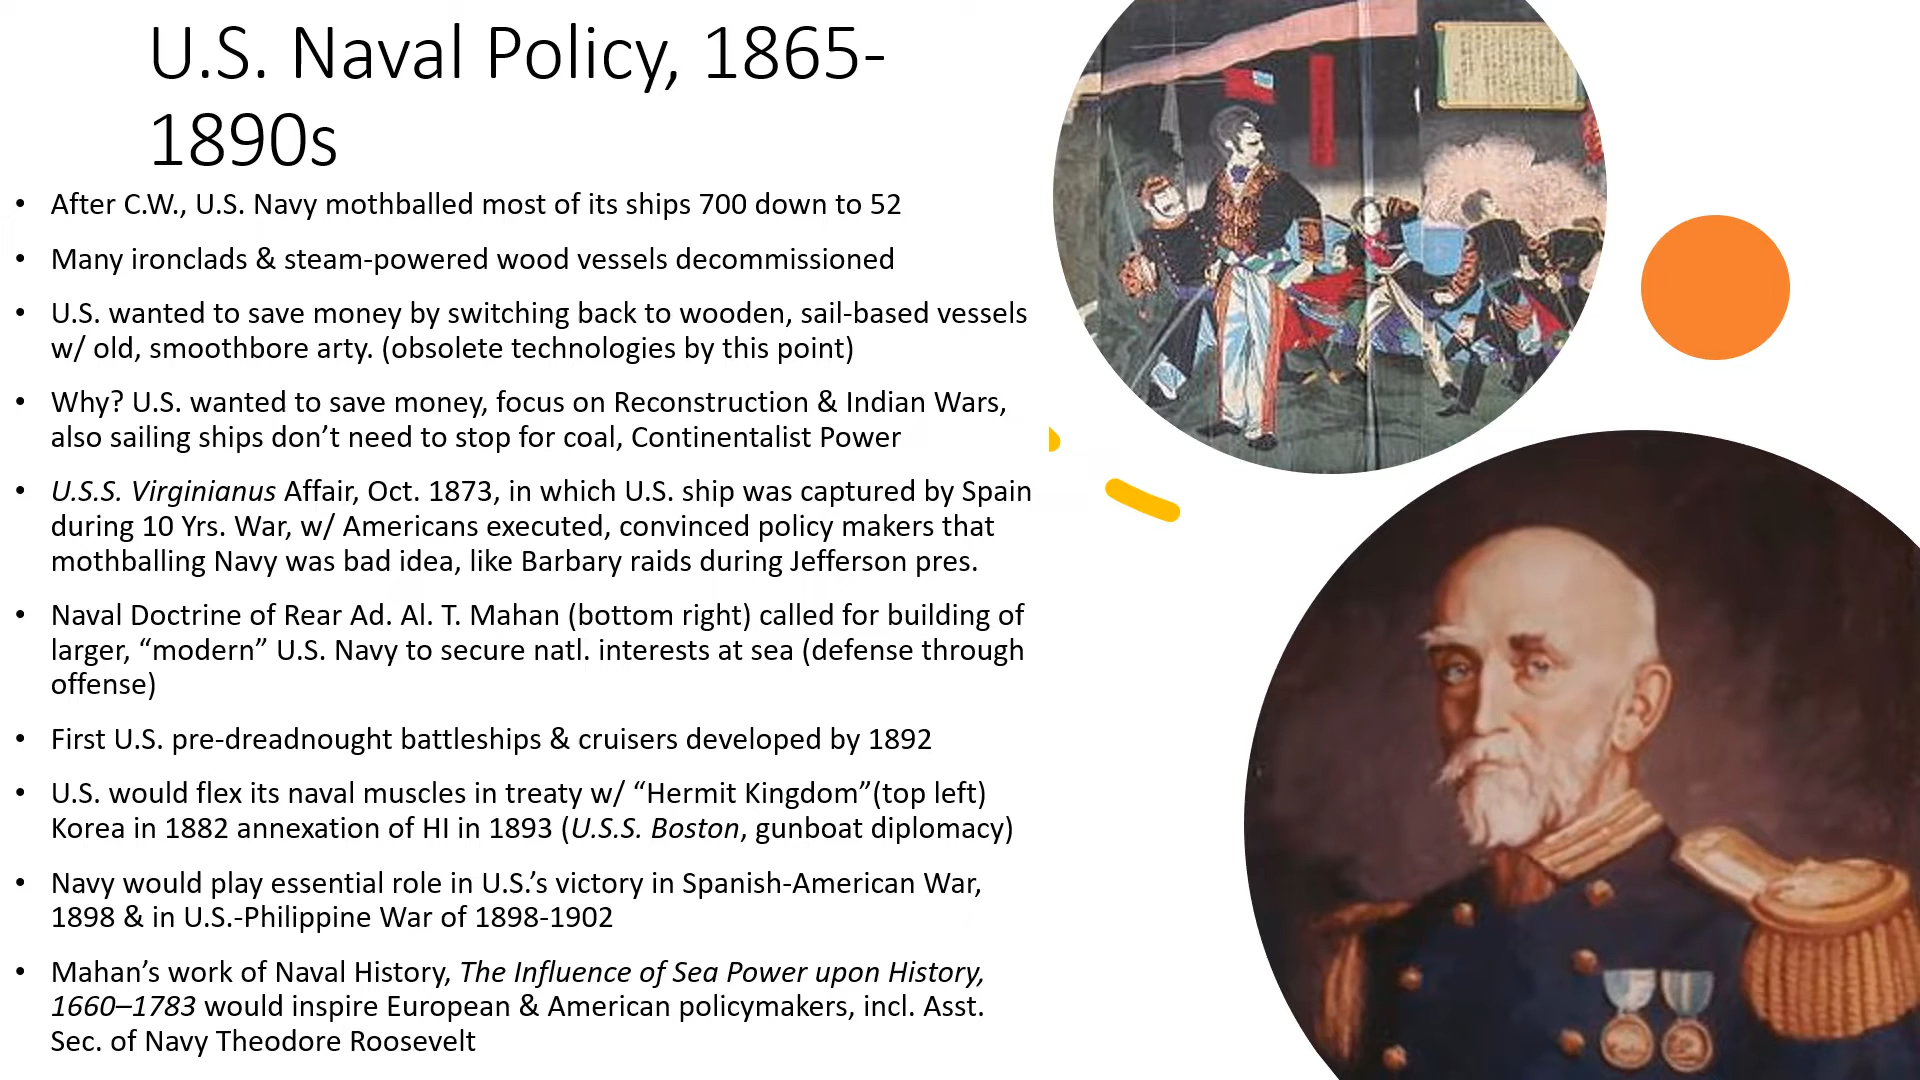 U.S. Naval Policy, 1865-
1890s
• After C.W., U.S. Navy mothballed most of its ships 700 down to 52
• Many ironclads & steam-powered wood vessels decommissioned
• U.S. wanted to save money by switching back to wooden, sail-based vessels
w/ old, smoothbore arty. (obsolete technologies by this point)
• Why? U.S. wanted to save money, focus on Reconstruction & Indian Wars,
also sailing ships don’t need to stop for coal, Continentalist Power
• U.S.S. Virginianus Affair, Oct. 1873, in which U.S. ship was captured by Spain
during 10 Yrs. War, w/ Americans executed, convinced policy makers that
mothballing Navy was bad idea, like Barbary raids during Jefferson pres.
• Naval Doctrine of Rear Ad. Al. T. Mahan (bottom right) called for building of
larger, “modern” U.S. Navy to secure natl. interests at sea (defense through
offense)
• First U.S. pre-dreadnought battleships & cruisers developed by 1892
• U.S. would flex its naval muscles in treaty w/ “Hermit Kingdom”(top left)
Korea in 1882 annexation of HI in 1893 (U.S.S. Boston, gunboat diplomacy)
• Navy would play essential role in U.S.’s victory in Spanish-American War,
1898 & in U.S.-Philippine War of 1898-1902
• Mahan’s work of Naval History, The Influence of Sea Power upon History,
1660–1783 would inspire European & American policymakers, incl. Asst.
Sec. of Navy Theodore Roosevelt